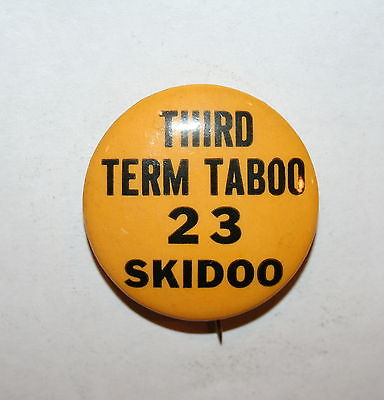 THIRD
TERM TABOO
23
SKIDOO